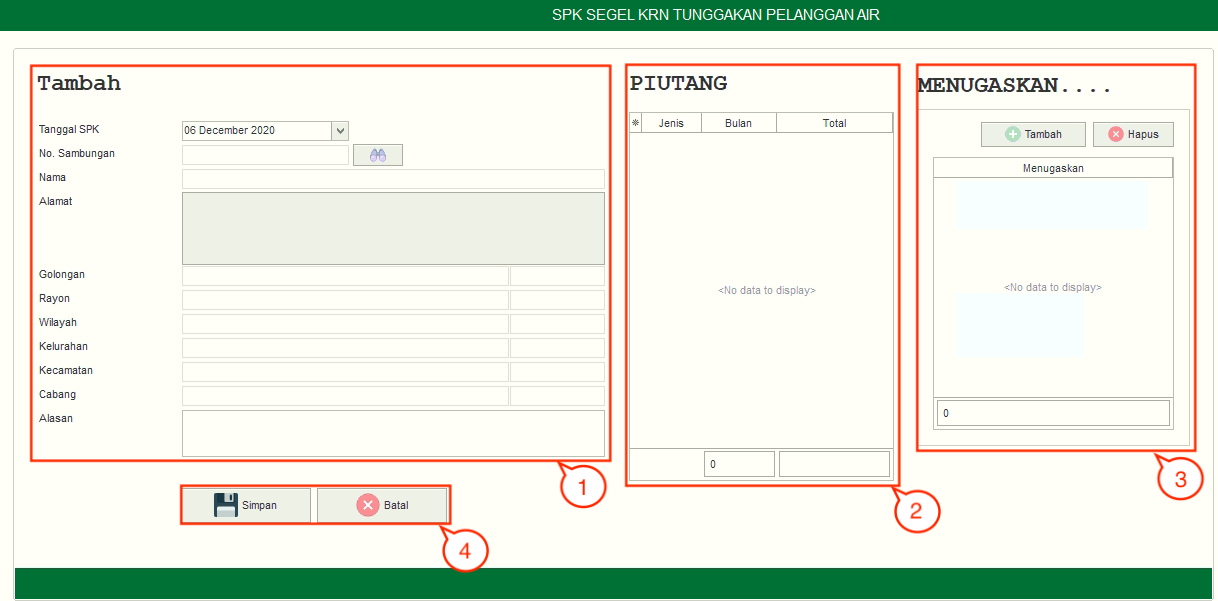 SPK SEGEL KRN TUNGGAKAN PELANGGAN AIR
Tambah
Tanggal SPK
06 December 2020
No. Sambungan
Nama
Alamat
Golongan
Rayon
Wilayah
Kelurahan
Kecamatan
Cabang
Alasan
1
Simpan
Batal
4
PIUTANG
Jenis Bulan Total
<No data to display>
0
2
MENUGASKAN....
Tambah
Hapus
Menugaskan
<No data to display>
0
3